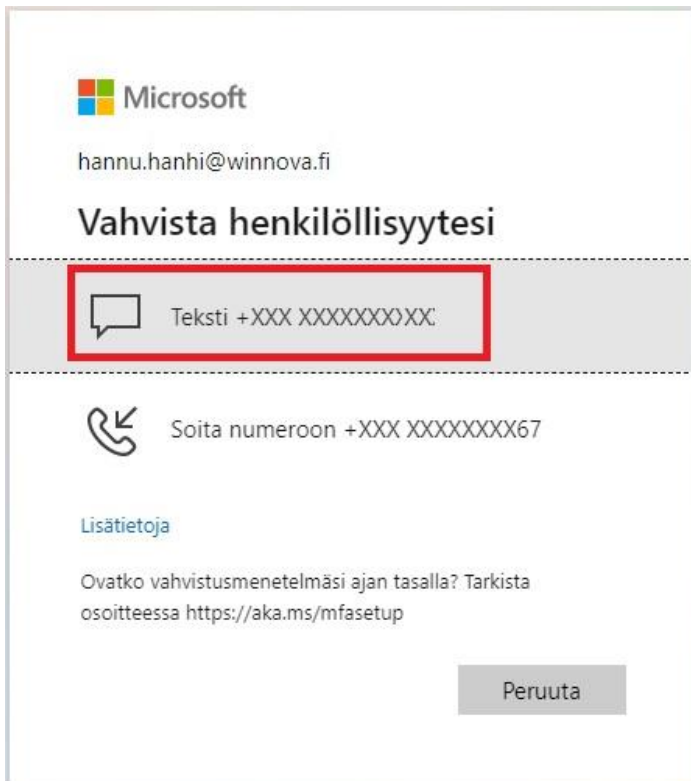 Microsoft
hannu.hanhi@winnova.fi
Vahvista henkilöllisyytesi
Teksti +XXX XXXXXXXXXX
Soita numeroon +XXX XXXXXXXX67
Lisätietoja
Ovatko vahvistusmenetelmäsi ajan tasalla? Tarkista
osoitteessa https://aka.ms/mfasetup
Peruuta